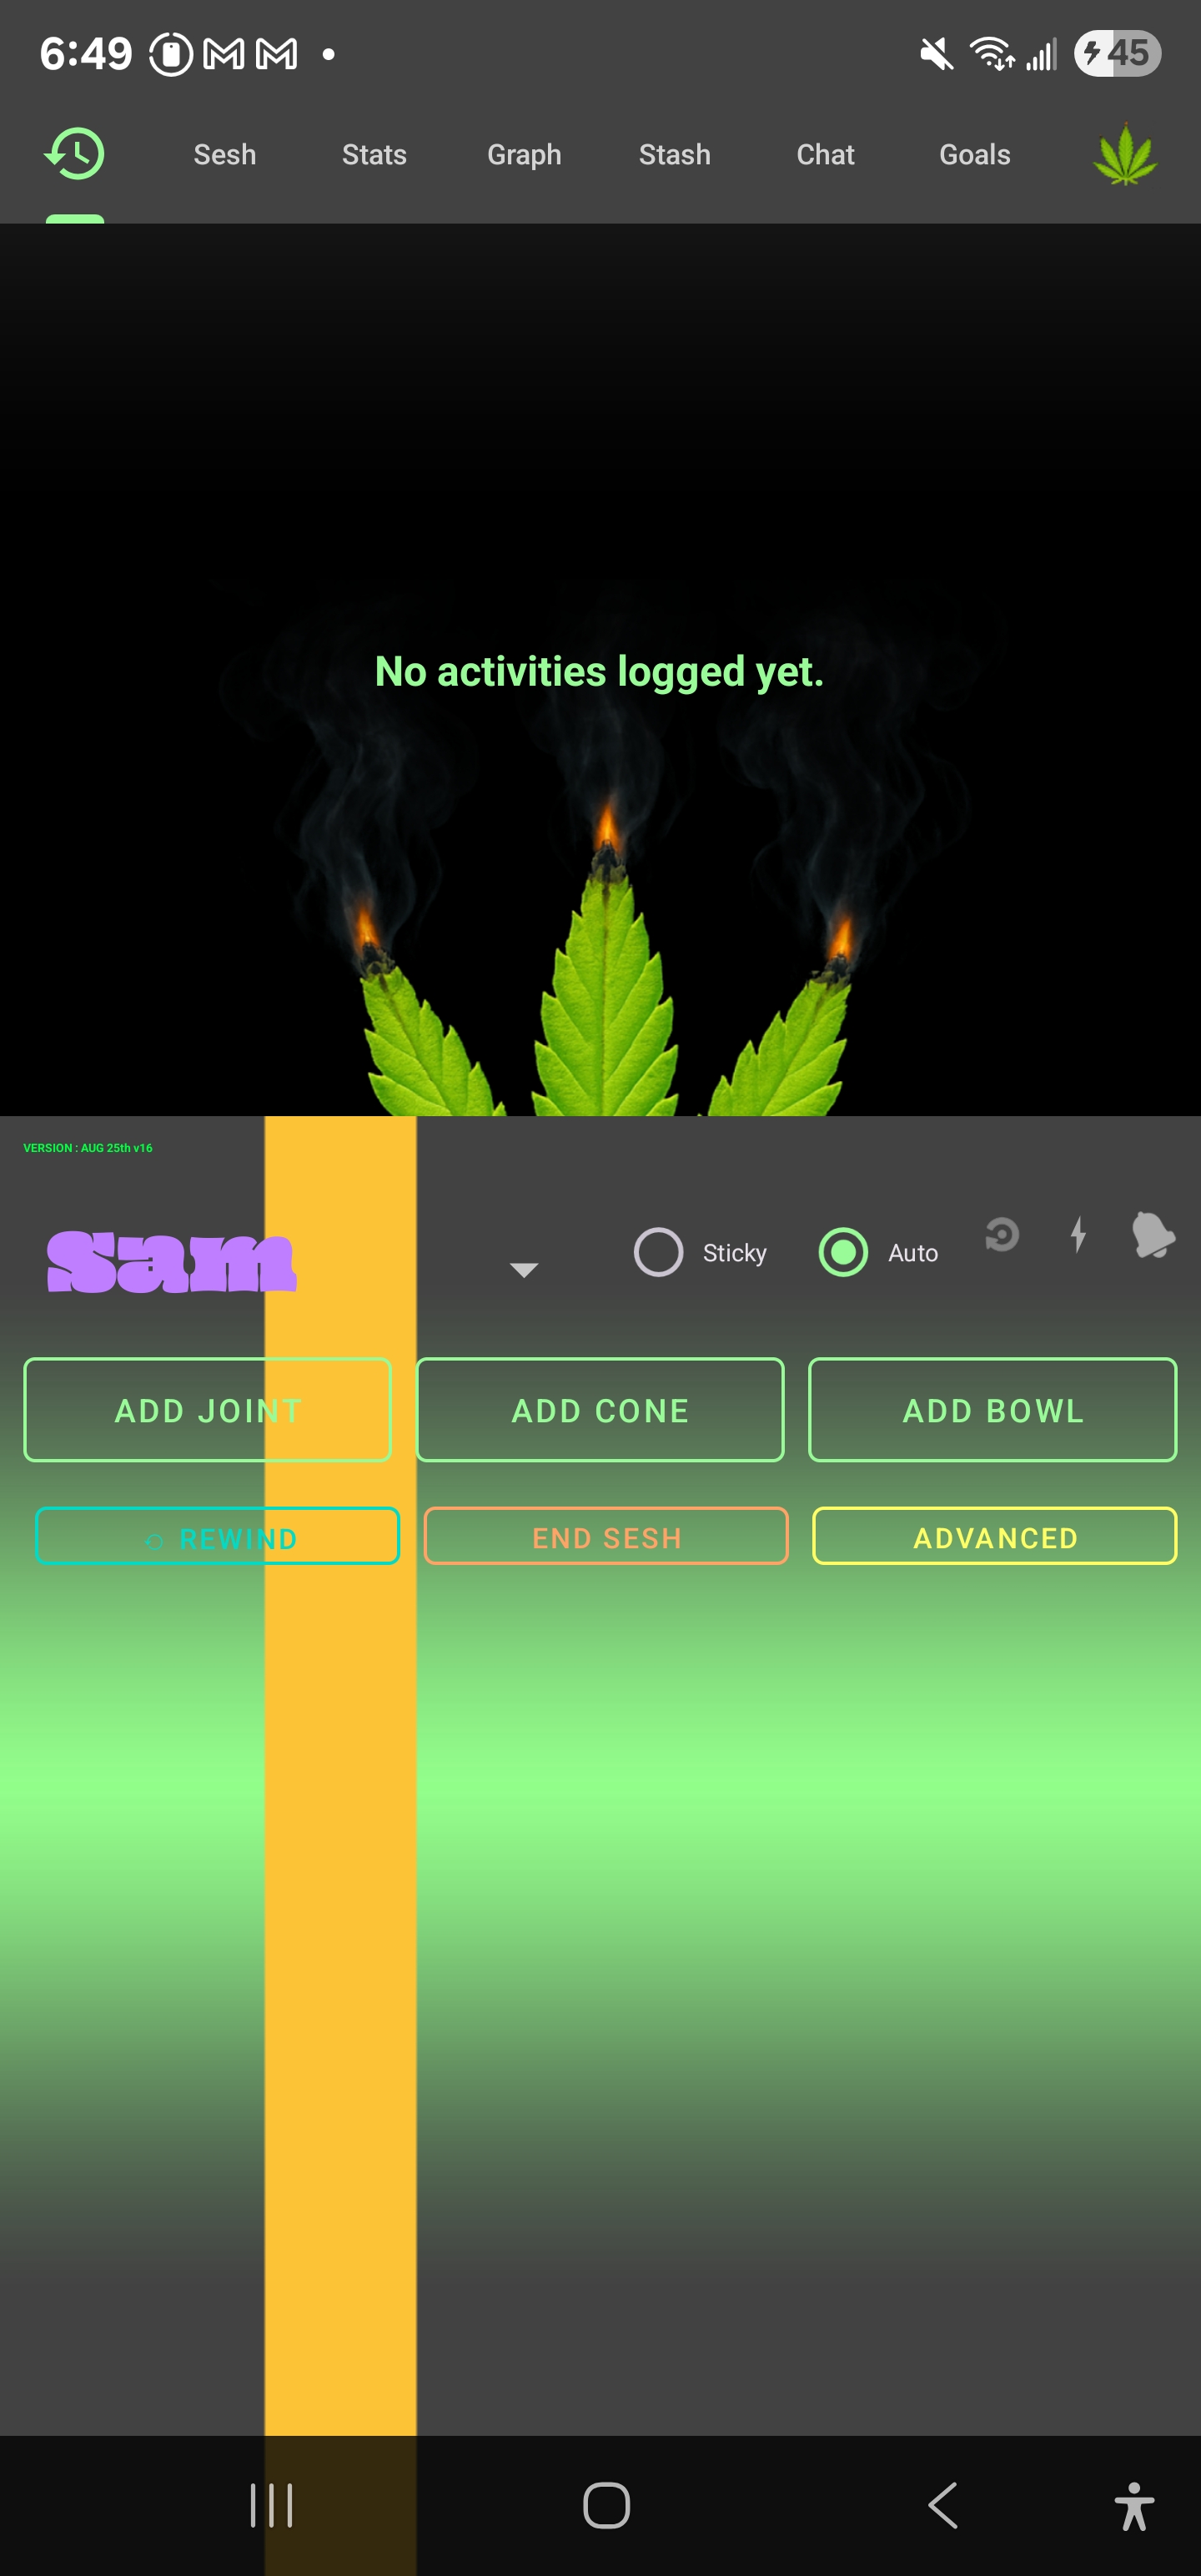 6:49
45
Sesh Stats Graph Stash Chat Goals
No activities logged yet.
VERSION : AUG 25th v16
Sam
Sticky Auto
ADD JOINT ADD CONE ADD BOWL
REWIND END SESH ADVANCED